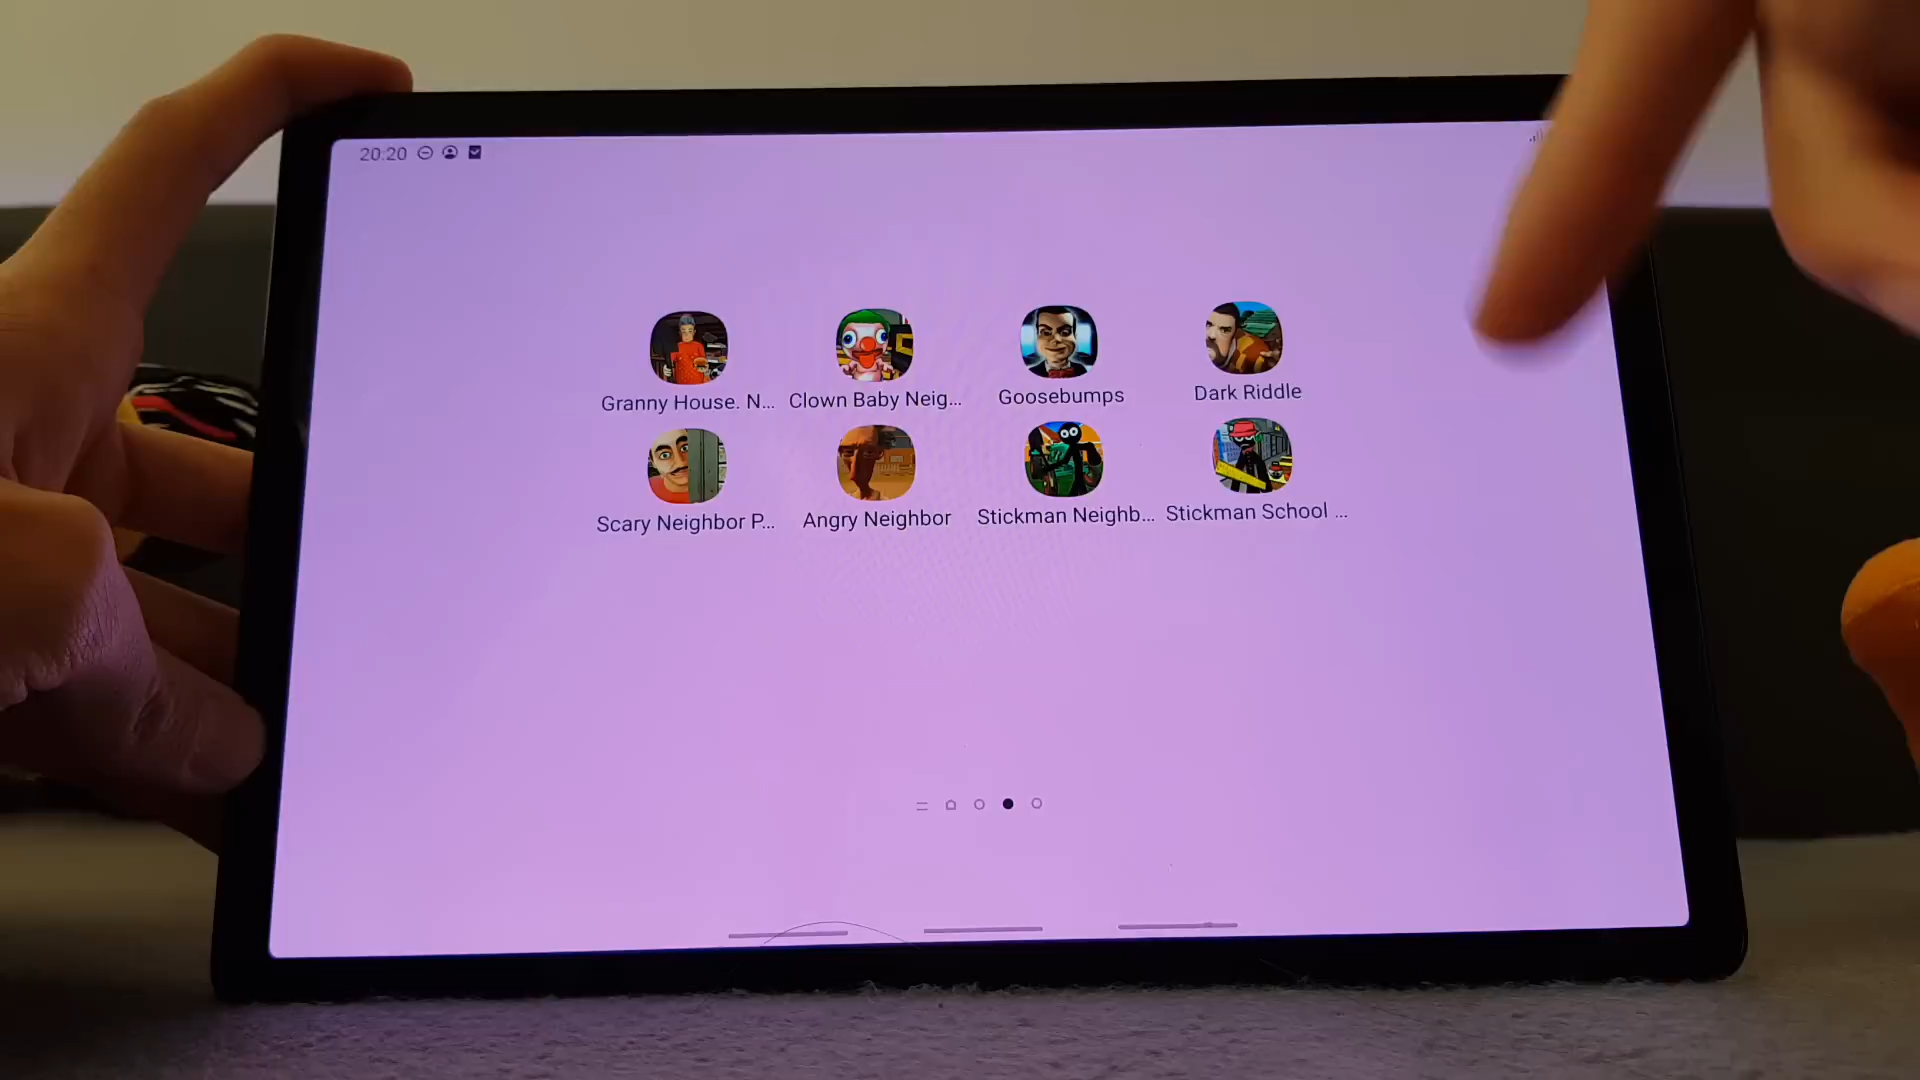 20:20
Granny House. N... Clown Baby Neig... Goosebumps Dark Riddle
Scary Neighbor P... Angry Neighbor Stickman Neighb... Stickman School ...